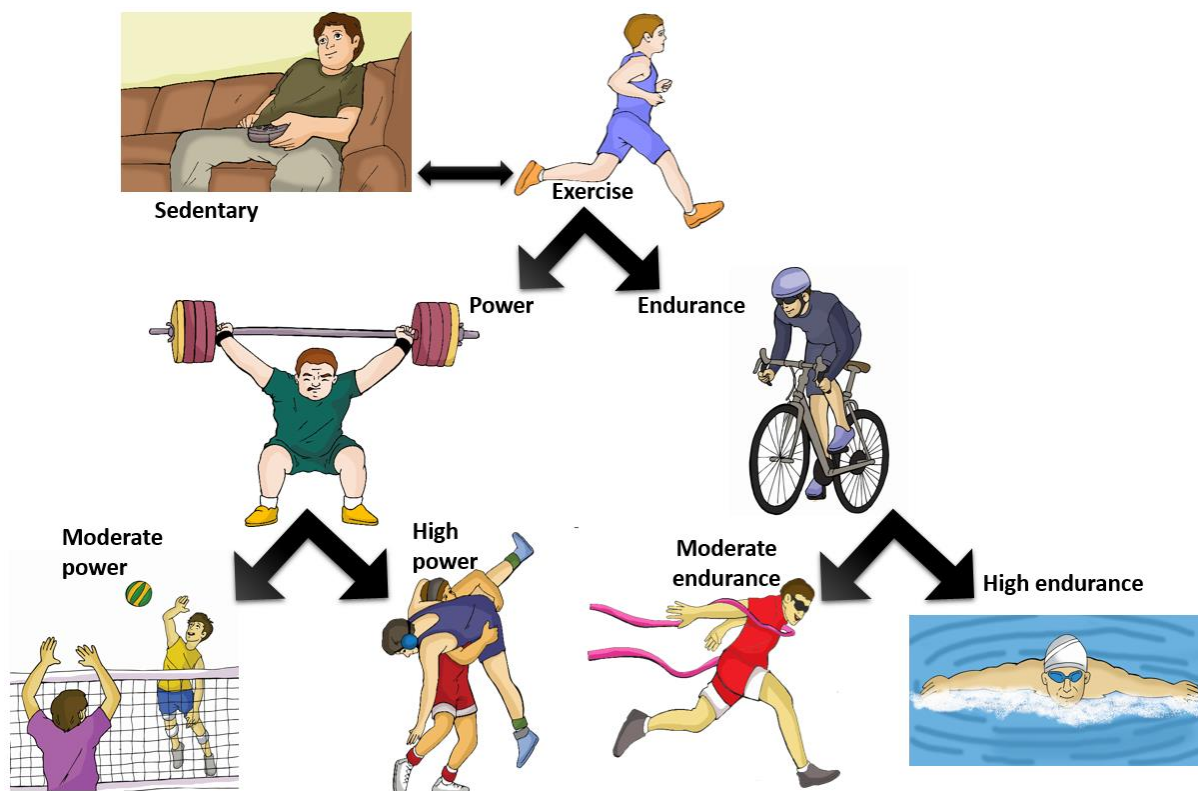 Sedentary
Exercise
Power
Endurance
Moderate
power
High
power
Moderate
endurance
High endurance